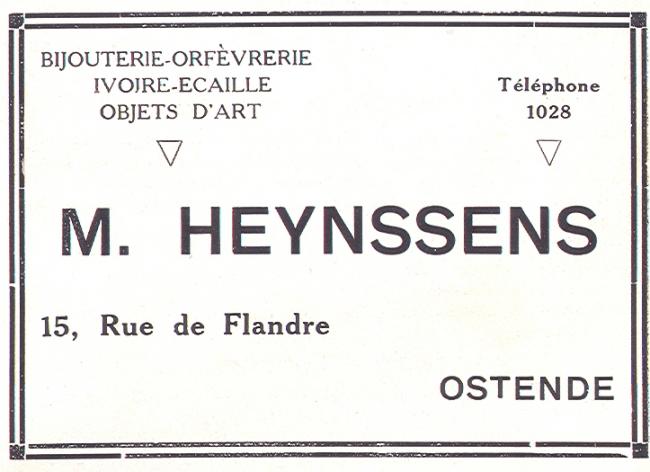 BIJOUTERIE-ORFÈVRERIE
IVOIRE-ECAILLE
OBJETS D'ART
Téléphone
1028
M. HEYNSSENS
15, Rue de Flandre
OSTENDE